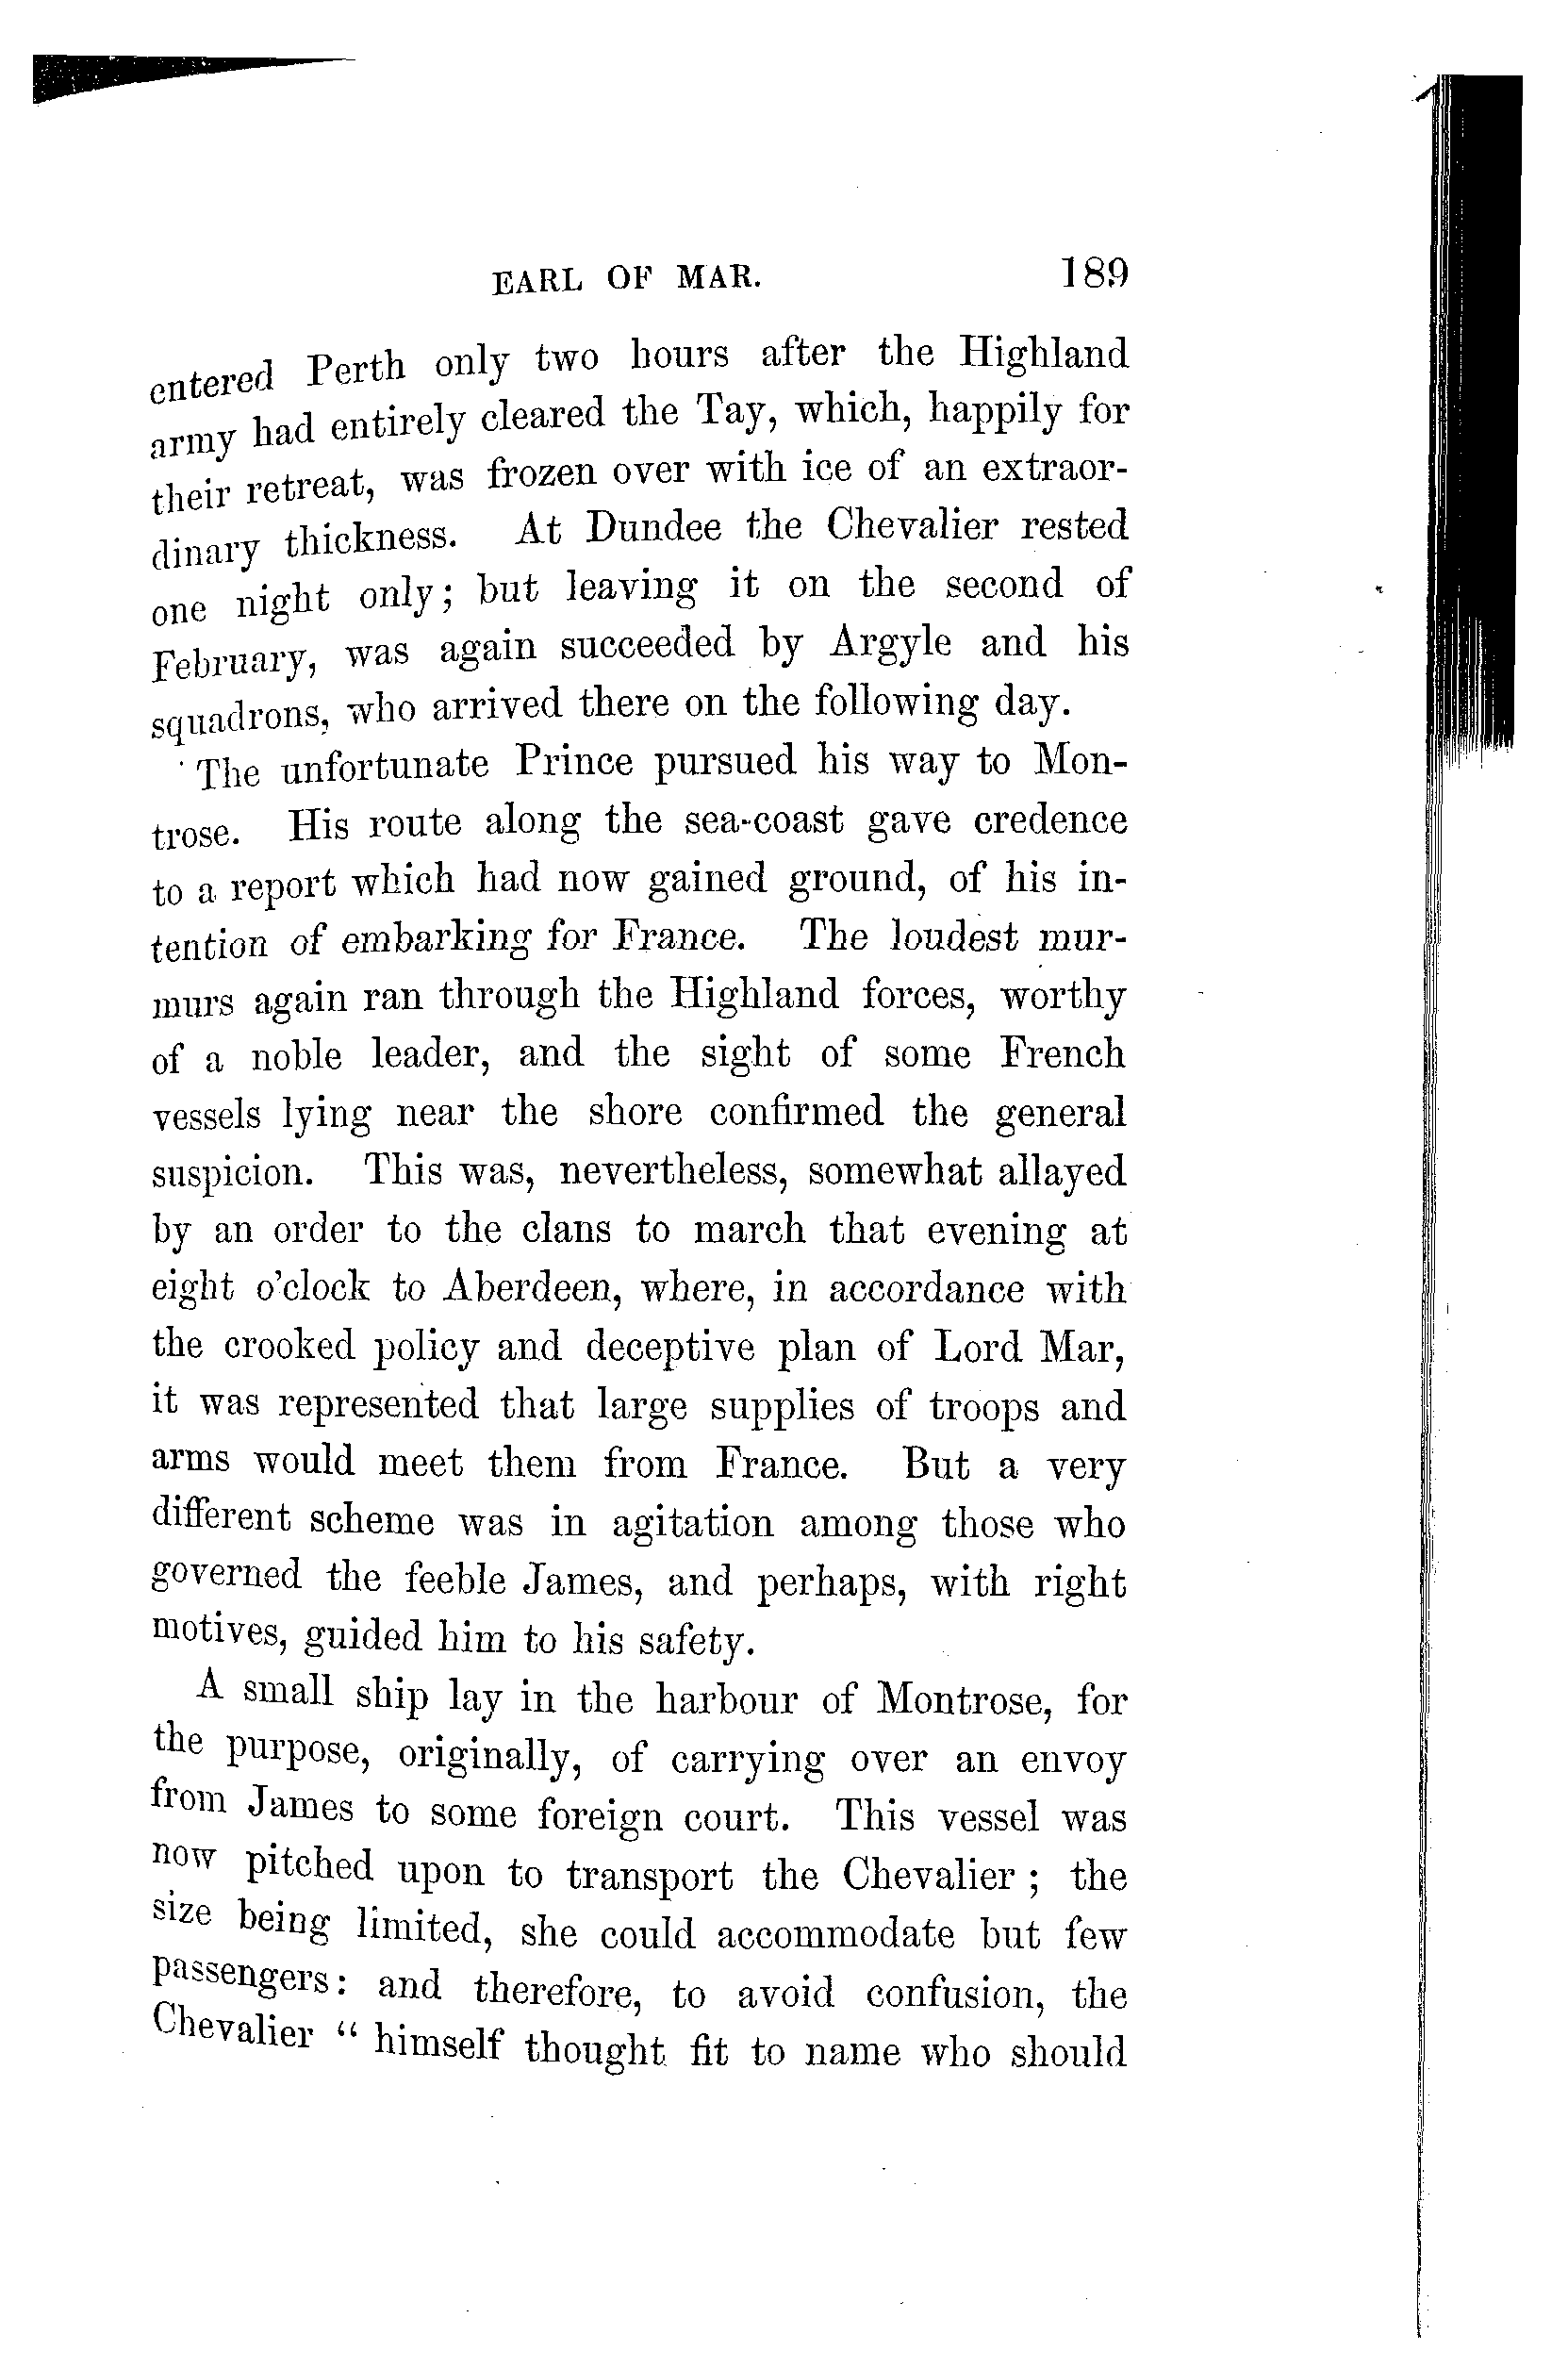 EARL OF MAR. 189
entered Perth only two hours after the Highland
army had entirely cleared the Tay, which, happily for
their retreat, was frozen over with ice of an extraor-
dinary thickness. At Dundee the Chevalier rested
one night only; but leaving it on the second of
February, was again succeeded by Argyle and his
squadrons, who arrived there on the following day.
The unfortunate Prince pursued his way to Mon-
trose. His route along the sea-coast gave credence
to a report which had now gained ground, of his in-
tention of embarking for France. The loudest mur-
murs again ran through the Highland forces, worthy
of a noble leader, and the sight of some French
vessels lying near the shore confirmed the general
suspicion. This was, nevertheless, somewhat allayed
by an order to the clans to march that evening at
eight o'clock to Aberdeen, where, in accordance with
the crooked policy and deceptive plan of Lord Mar,
it was represented that large supplies of troops and
arms would meet them from France. But a very
different scheme was in agitation among those who
governed the feeble James, and perhaps, with right
motives, guided him to his safety.
A small ship lay in the harbour of Montrose, for
the purpose, originally, of carrying over an envoy
from James to some foreign court. This vessel was
now pitched upon to transport the Chevalier; the
size being limited, she could accommodate but few
passengers: and therefore, to avoid confusion, the
Chevalier "himself thought fit to name who should